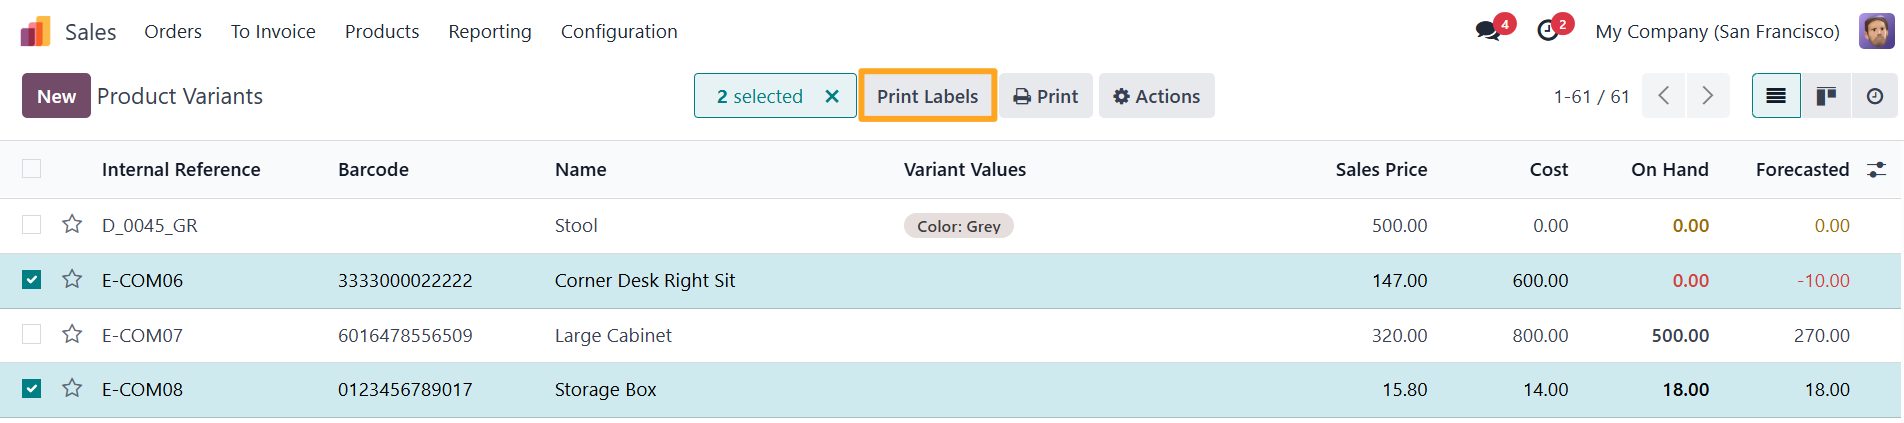 Sales Orders To Invoice Products Reporting Configuration 4 2 My Company (San Francisco)
New Product Variants 2 selected × Print Labels Print Actions 1-61 / 61
Internal Reference Barcode Name Variant Values Sales Price Cost On Hand Forecasted
D_0045_GR Stool Color: Grey 500.00 0.00 0.00 0.00
E-COM06 3333000022222 Corner Desk Right Sit 147.00 600.00 0.00 -10.00
E-COM07 6016478556509 Large Cabinet 320.00 800.00 500.00 270.00
E-COM08 0123456789017 Storage Box 15.80 14.00 18.00 18.00